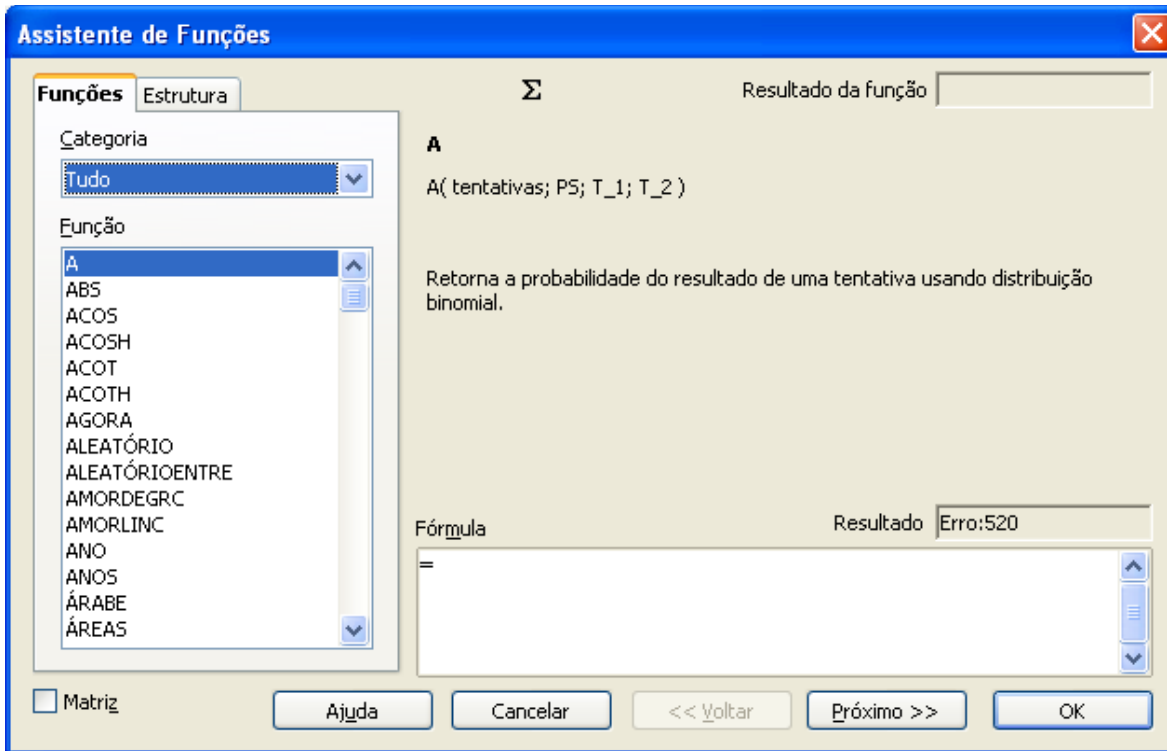 Assistente de Funções
Funções
Estrutura
Categoria
Tudo
Função
A
ABS
ACOS
ACOSH
ACOT
ACOTH
AGORA
ALEATÓRIO
ALEATÓRIOENTRE
AMORDEGRC
AMORLINC
ANO
ANOS
ÁRABE
ÁREAS
Σ
Resultado da função
A
A( tentativas; PS; T_1; T_2 )
Retorna a probabilidade do resultado de uma tentativa usando distribuição
binomial.
Fórmula
Resultado Erro:520
=
Matriz
Ajuda
Cancelar
<< Voltar
Próximo >>
OK